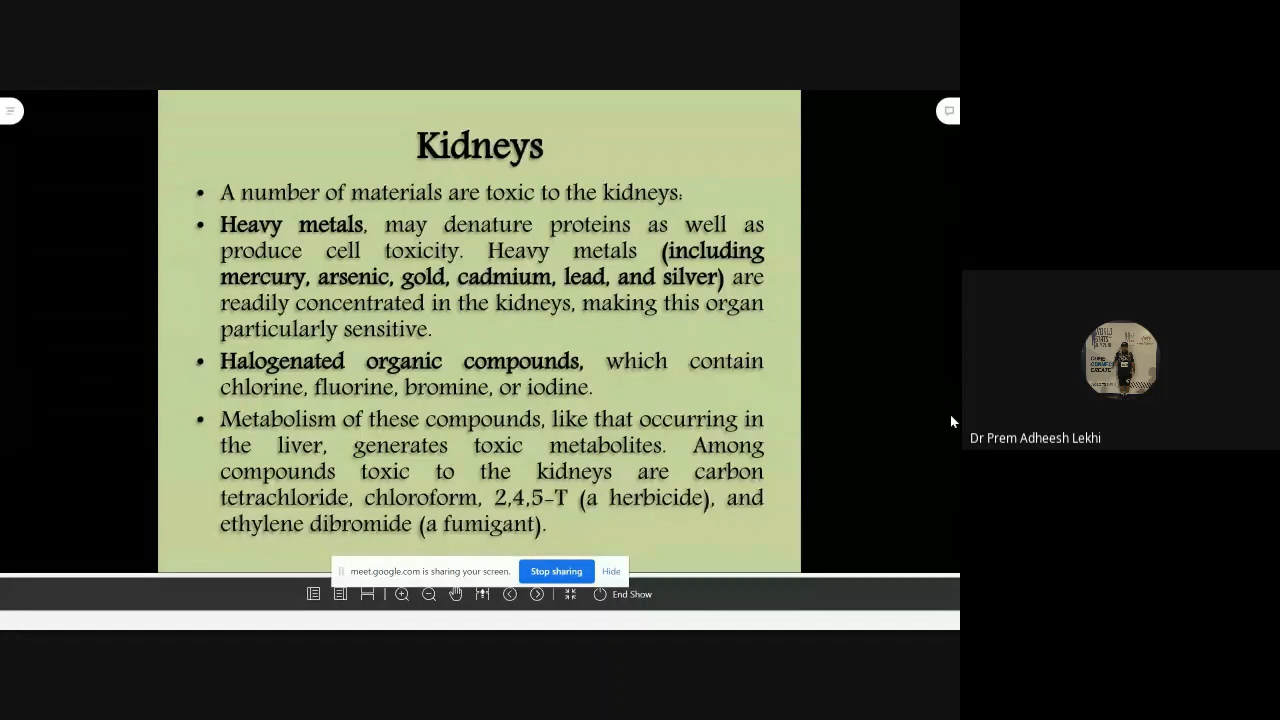 Kidneys
• A number of materials are toxic to the kidneys:
• Heavy metals, may denature proteins as well as
produce cell toxicity. Heavy metals (including
mercury, arsenic, gold, cadmium, lead, and silver) are
readily concentrated in the kidneys, making this organ
particularly sensitive.
• Halogenated organic compounds, which contain
chlorine, fluorine, bromine, or iodine.
• Metabolism of these compounds, like that occurring in
the liver, generates toxic metabolites. Among
compounds toxic to the kidneys are carbon
tetrachloride, chloroform, 2,4,5-T (a herbicide), and
ethylene dibromide (a fumigant).
meet.google.com is sharing your screen. Stop sharing Hide
End Show
Dr Prem Adheesh Lekhi